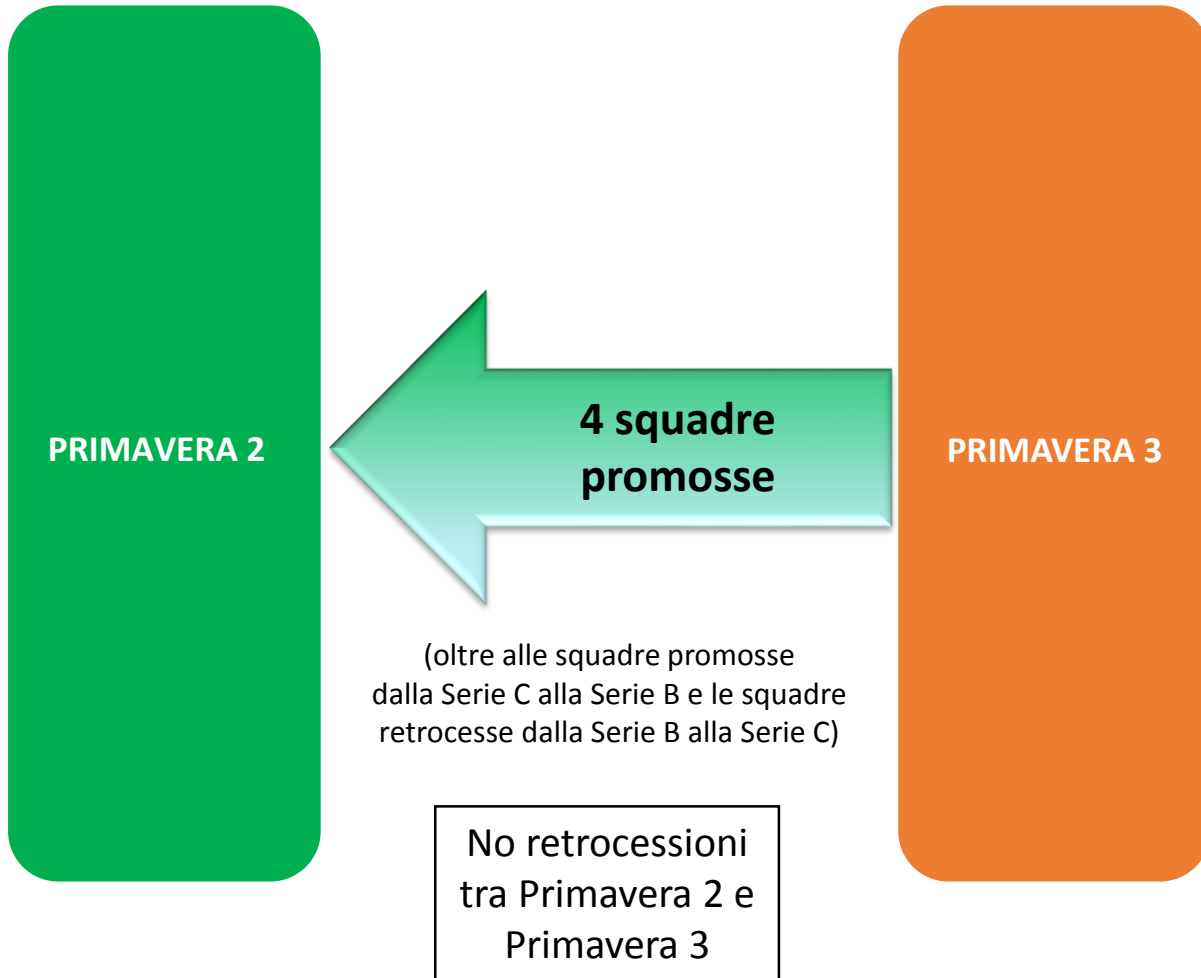 PRIMAVERA 2
4 squadre
promosse
PRIMAVERA 3
(oltre alle squadre promosse
dalla Serie C alla Serie B e le squadre
retrocesse dalla Serie B alla Serie C)
No retrocessioni
tra Primavera 2 e
Primavera 3